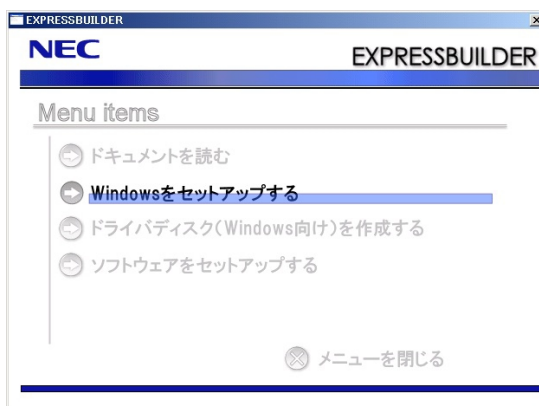 EXPRESSBUILDER
NEC
EXPRESSBUILDER
Menu items
ドキュメントを読む
Windowsをセットアップする
ドライバディスク(Windows向け)を作成する
ソフトウェアをセットアップする
メニューを閉じる